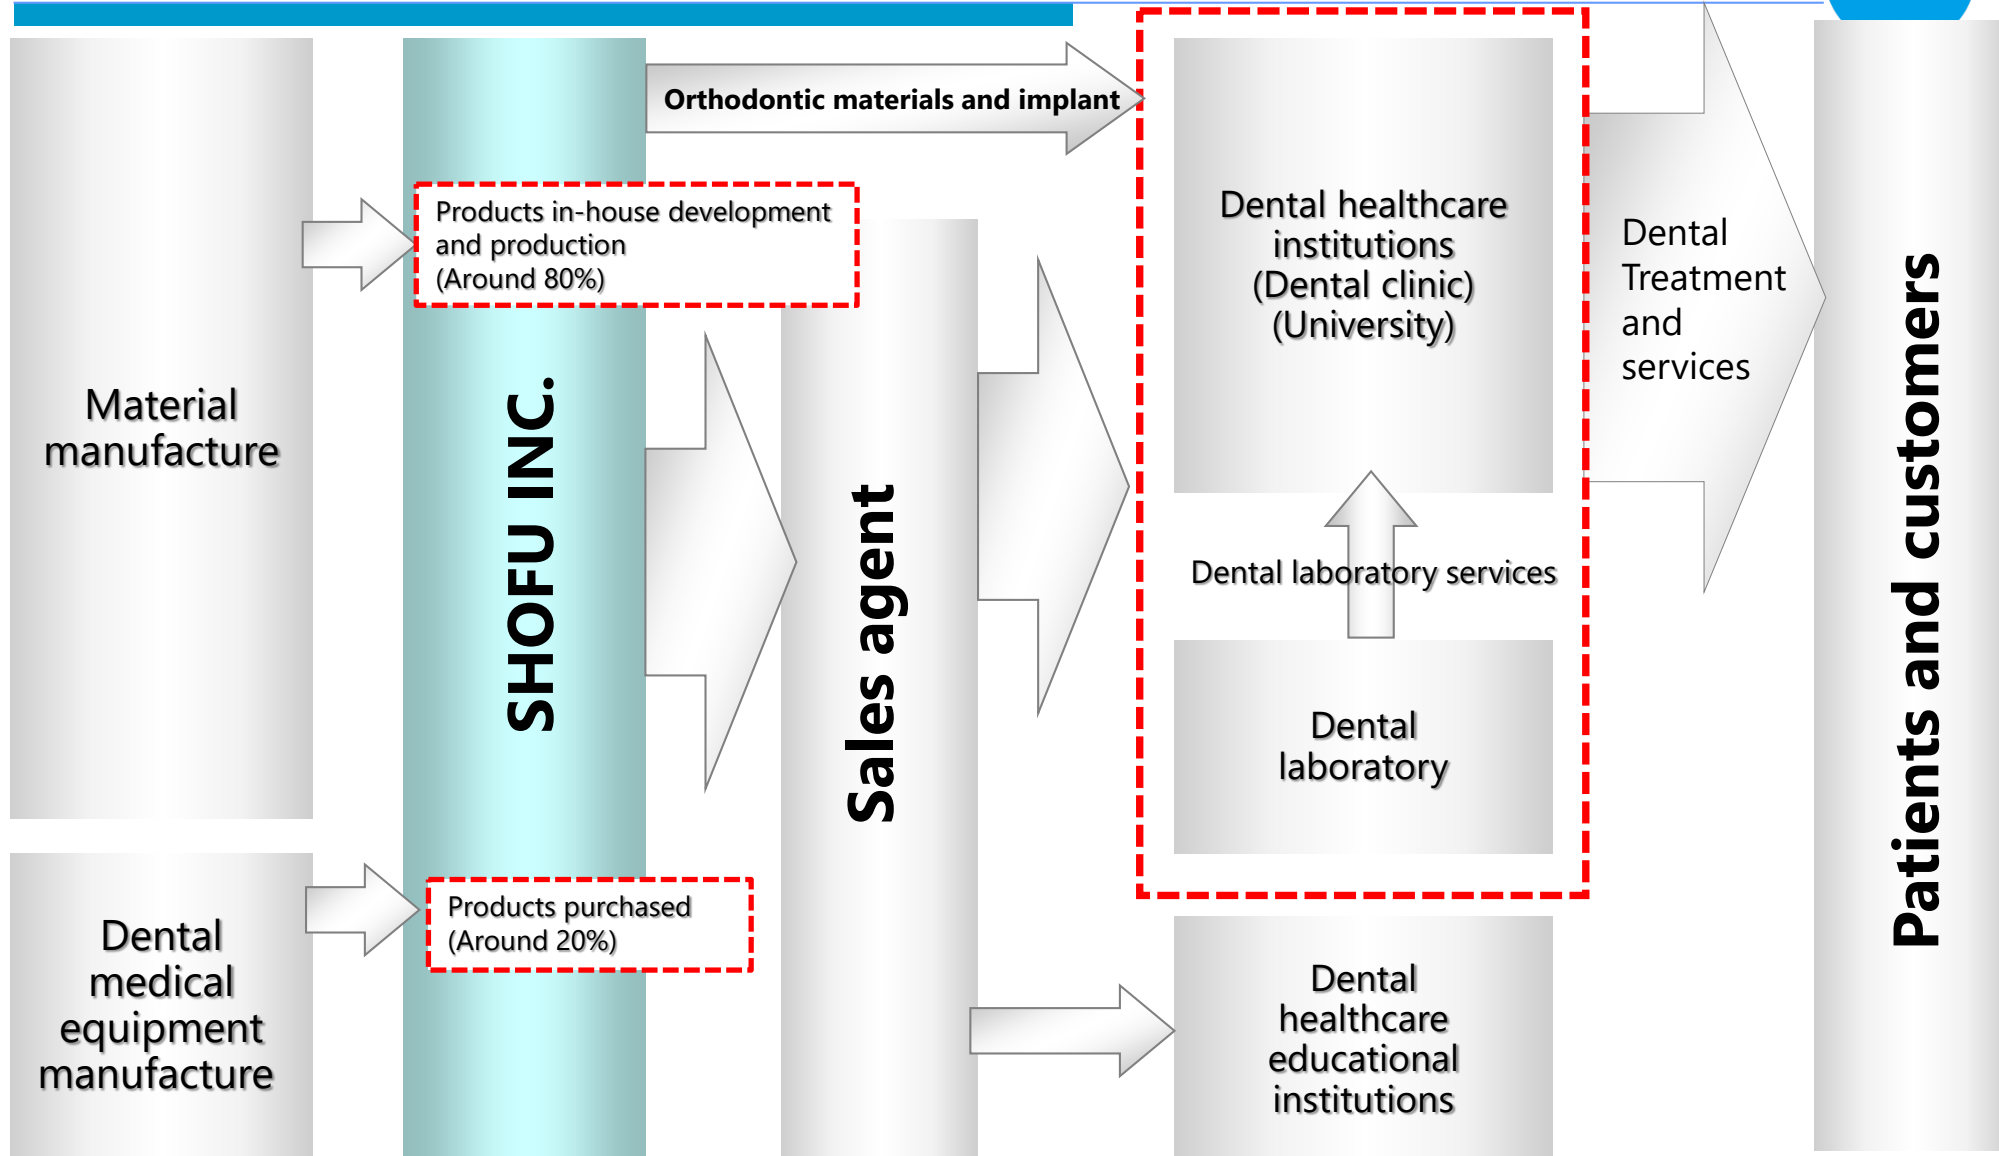 Material
manufacture
Dental
medical
equipment
manufacture
SHOFU INC.
Products in-house development
and production
(Around 80%)
Products purchased
(Around 20%)
Orthodontic materials and implant
Sales agent
Dental healthcare
institutions
(Dental clinic)
(University)
Dental laboratory services
Dental
laboratory
Dental
healthcare
educational
institutions
Dental
Treatment
and
services
Patients and customers